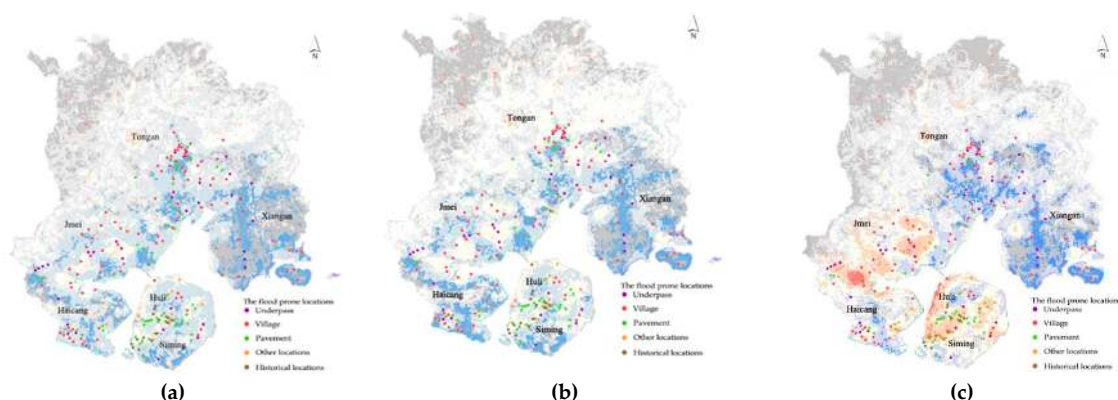 N
Tongan
Jmei
Xiangan
Haicang
Huli
Siming
The flood prone locations
Underpass
Village
Pavement
Other locations
Historical locations
(a)
N
Tongan
Jmei
Xiangan
Haicang
Huli
Siming
The flood prone locations
Underpass
Village
Pavement
Other locations
Historical locations
(b)
N
Tongan
Jmei
Xiangan
Haicang
Huli
Siming
The flood prone location
Underpass
Village
Pavement
Other locations
Historical locations
(c)